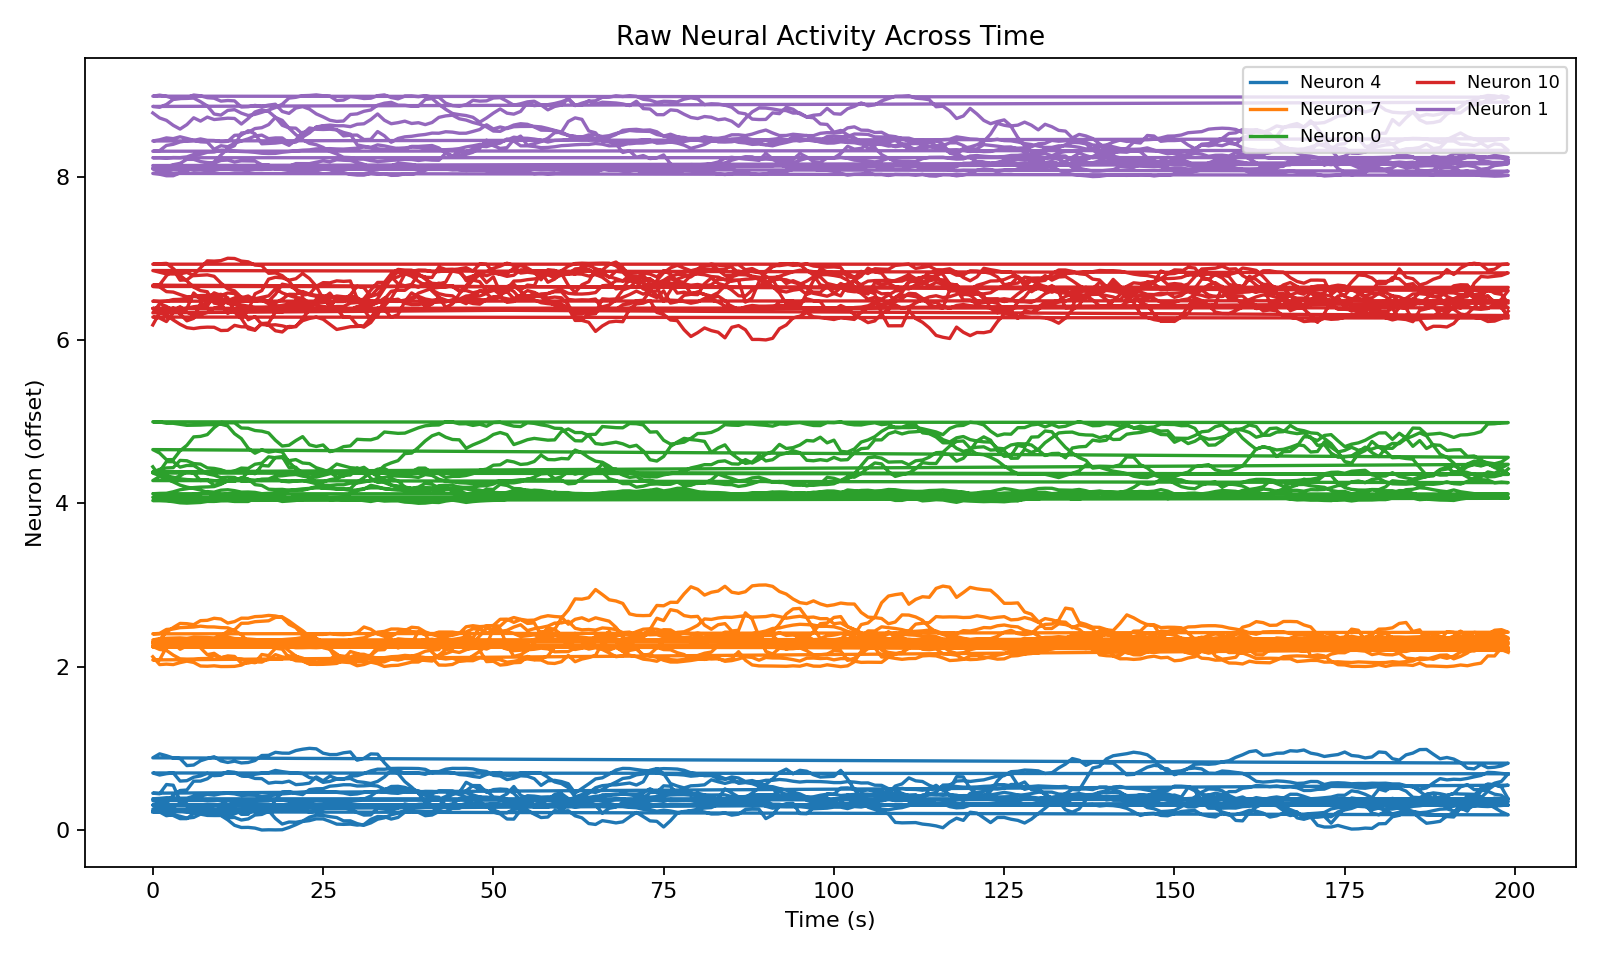 Raw Neural Activity Across Time
Neuron 4
Neuron 7
Neuron 0
Neuron 10
Neuron 1
Neuron (offset)
8
6
4
2
0
0 25 50 75 100 125 150 175 200
Time (s)